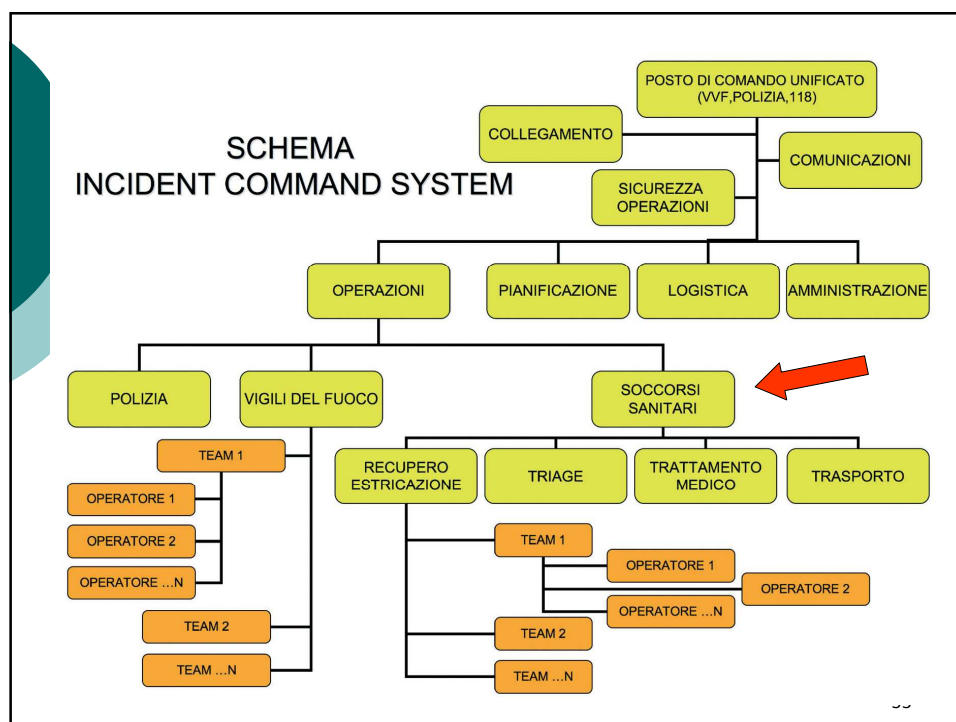 POSTO DI COMANDO UNIFICATO
(VVF,POLIZIA,118)
COLLEGAMENTO
SCHEMA
INCIDENT COMMAND SYSTEM
COMUNICAZIONI
SICUREZZA
OPERAZIONI
OPERAZIONI
PIANIFICAZIONE
LOGISTICA
AMMINISTRAZIONE
POLIZIA
VIGILI DEL FUOCO
SOCCORSI
SANITARI
TEAM 1
OPERATORE 1
OPERATORE 2
OPERATORE ...N
TEAM 2
TEAM ...N
RECUPERO
ESTRICAZIONE
TRIAGE
TRATTAMENTO
MEDICO
TRASPORTO
TEAM 1
OPERATORE 1
OPERATORE 2
OPERATORE ...N
TEAM 2
TEAM ...N